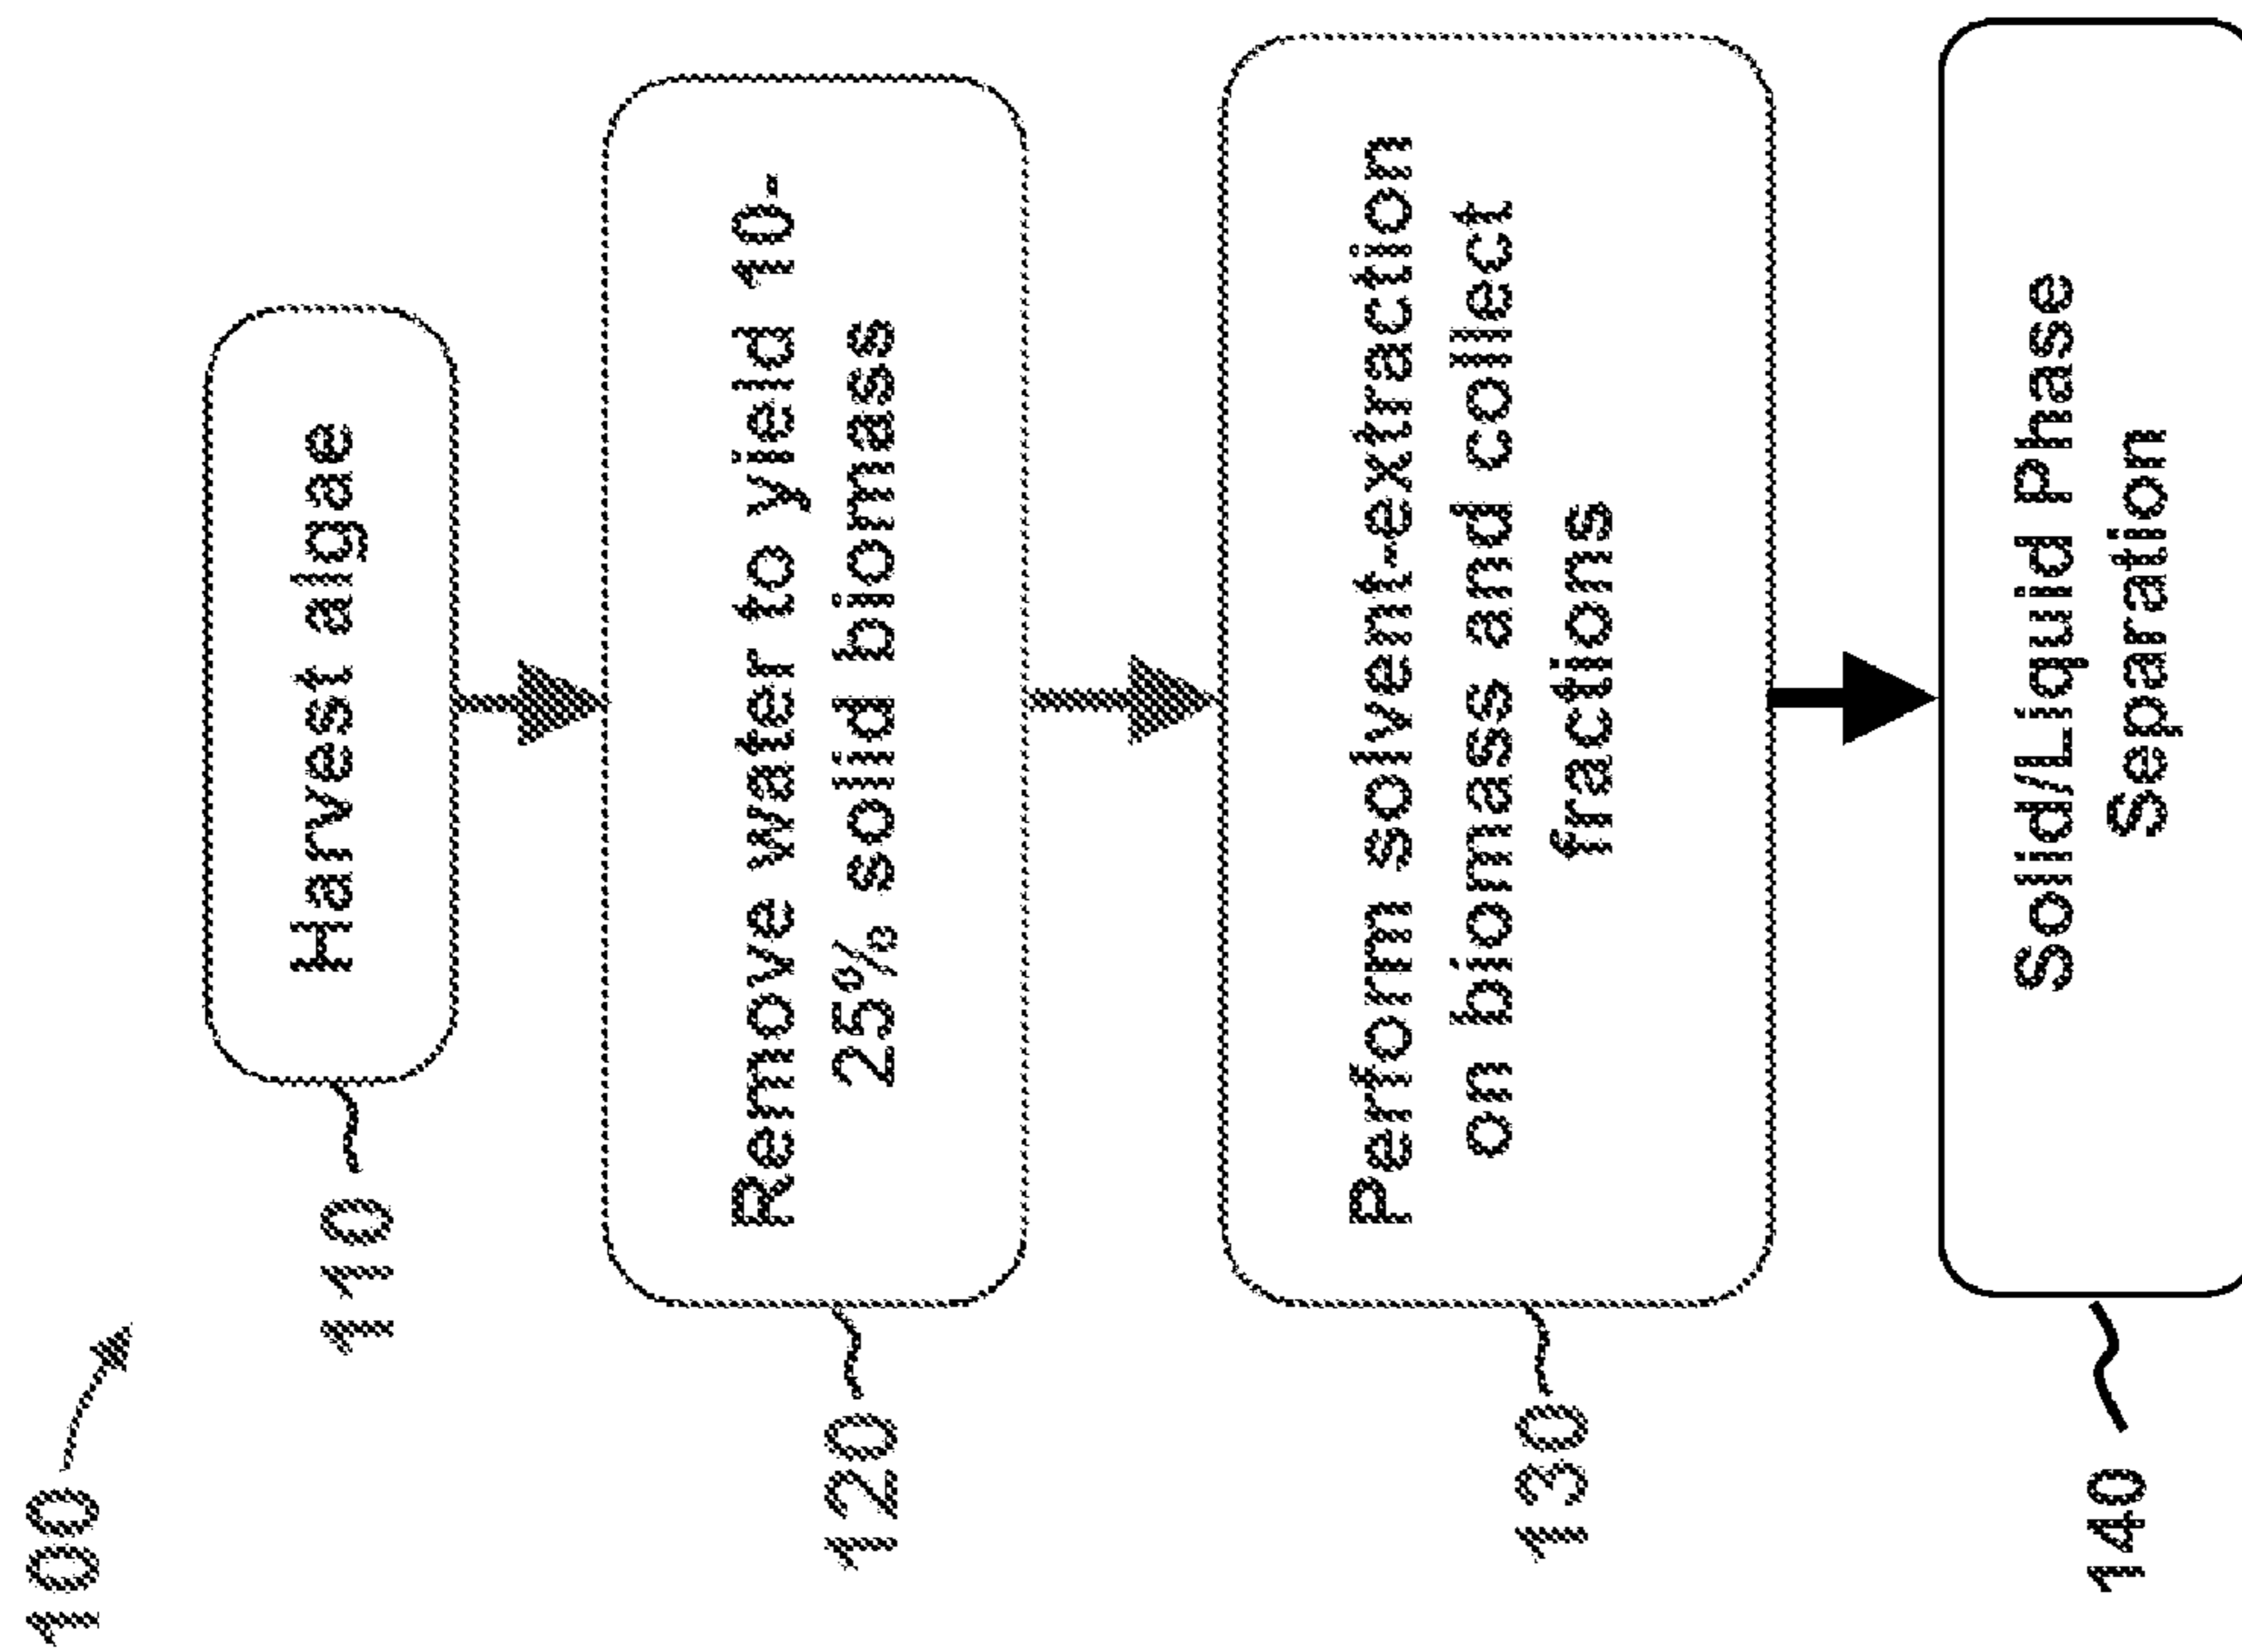 100
110
Harvest algae
120
Remove water to yield 10-
25% solid biomass
130
Perform solvent-extraction
on biomass and collect
fractions
140
Solid/Liquid Phase
Separation